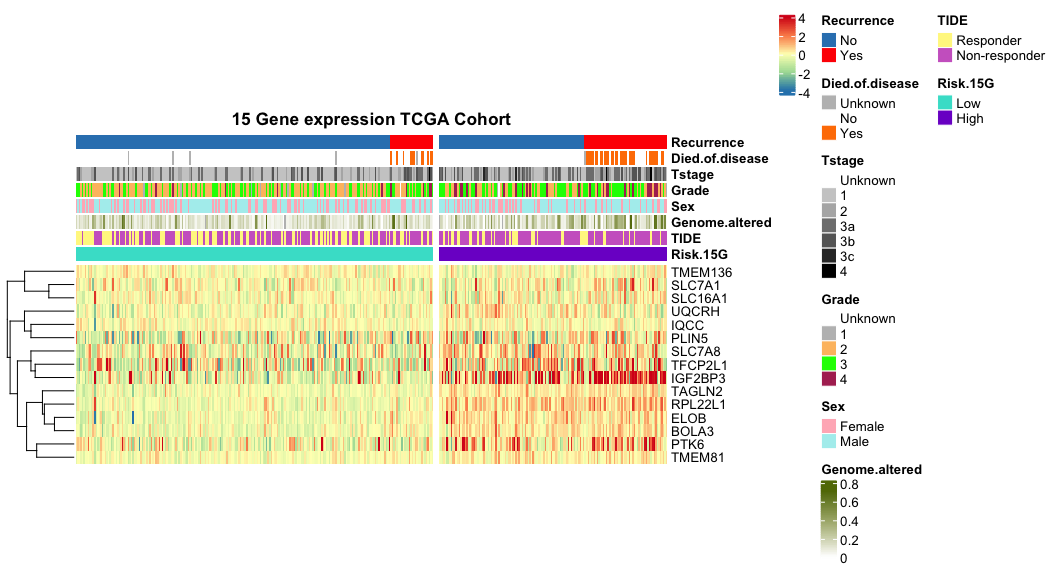 15 Gene expression TCGA Cohort
Recurrence
Died.of.disease
Tstage
Grade
Sex
Genome.altered
TIDE
Risk.15G
TMEM136
SLC7A1
SLC16A1
UQCRH
IQCC
PLIN5
SLC7A8
TFCP2L1
IGF2BP3
TAGLN2
RPL22L1
ELOB
BOLA3
PTK6
TMEM81
4
2
0
-2
-4
Recurrence
No
Yes
Died.of.disease
Unknown
No
Yes
Tstage
Unknown
1
2
3a
3b
3c
4
Grade
Unknown
1
2
3
4
Sex
Female
Male
Genome.altered
0.8
0.6
0.4
0.2
0
TIDE
Responder
Non-responder
Risk.15G
Low
High